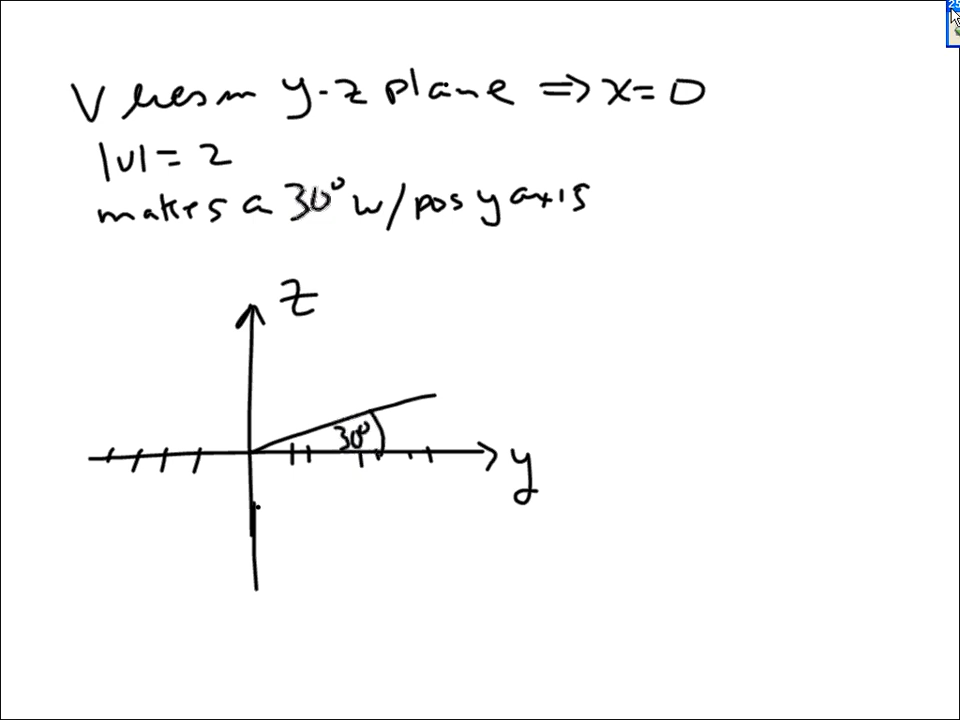 V lies in y-z plane => x=0
|v| = 2
makes a 30° w/pos y axis
z
30°
y